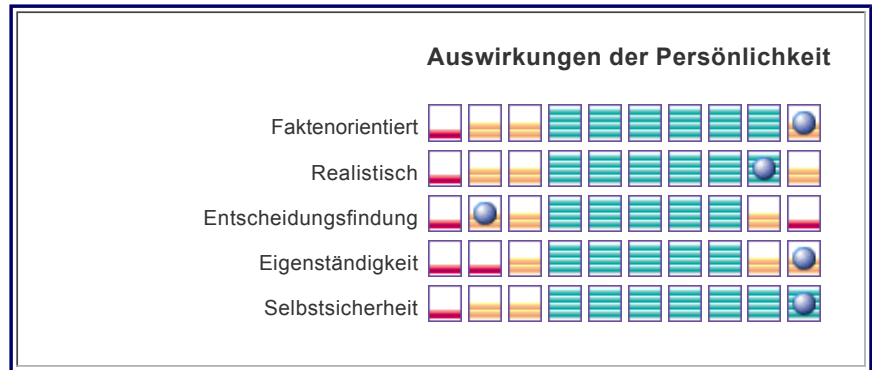 Auswirkungen der Persönlichkeit
Faktenorientiert
Realistisch
Entscheidungsfindung
Eigenständigkeit
Selbstsicherheit